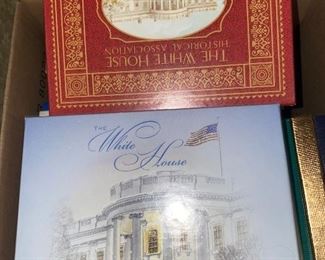 THE WHITE HOUSE
HISTORICAL ASSOCIATION
THE
White
House